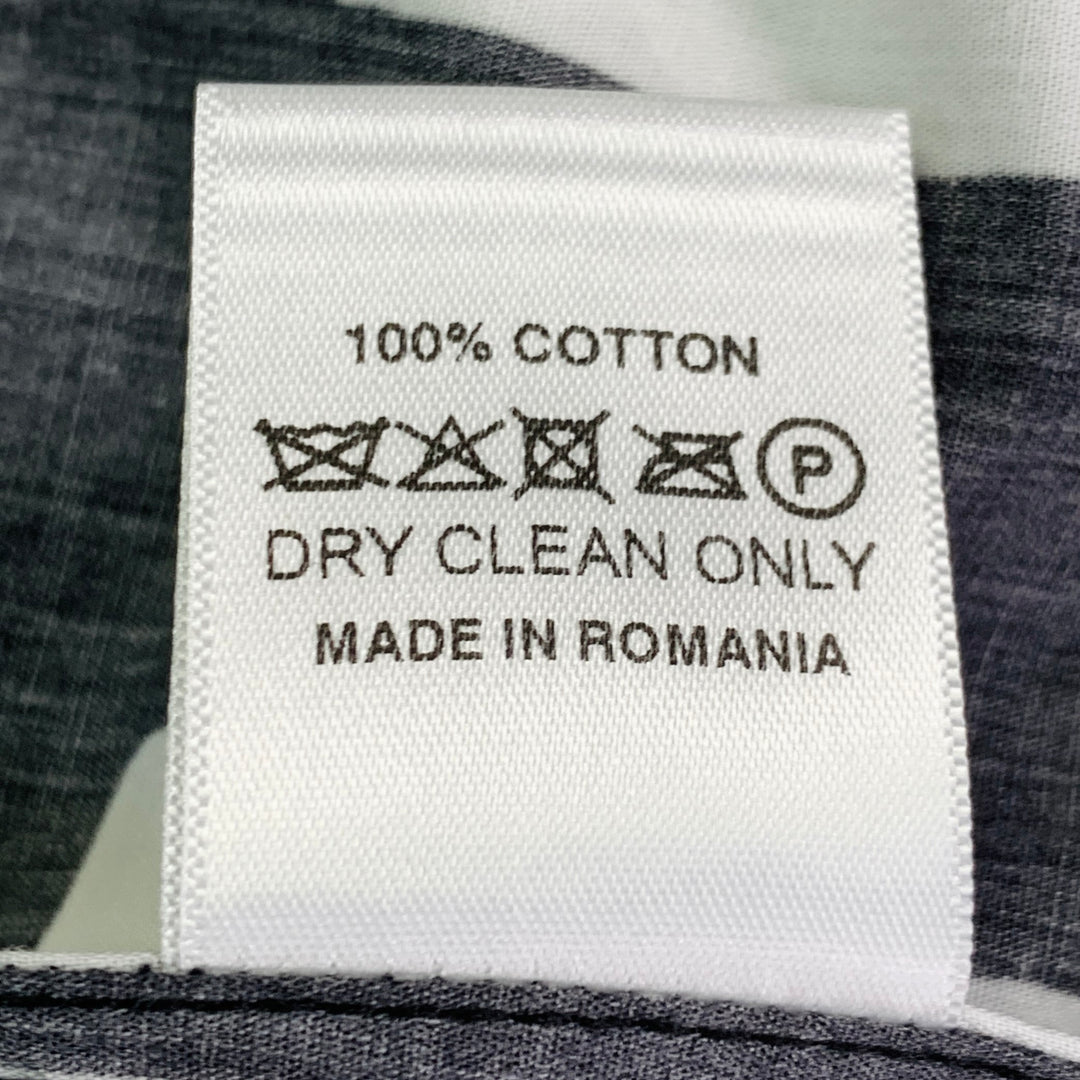 100% COTTON
P
DRY CLEAN ONLY
MADE IN ROMANIA